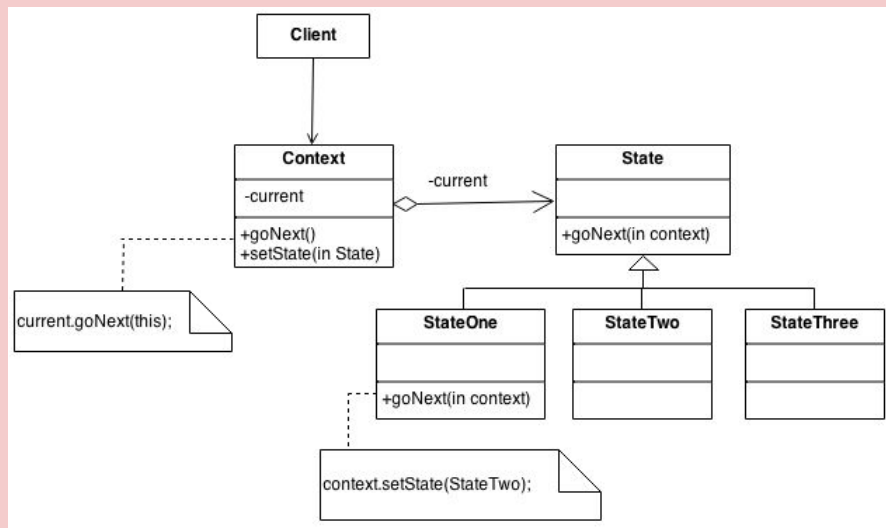 Client
Context
-current
+goNext()
+setState(in State)
-current
State
+goNext(in context)
current.goNext(this);
StateOne
+goNext(in context)
StateTwo
StateThree
context.setState(StateTwo);